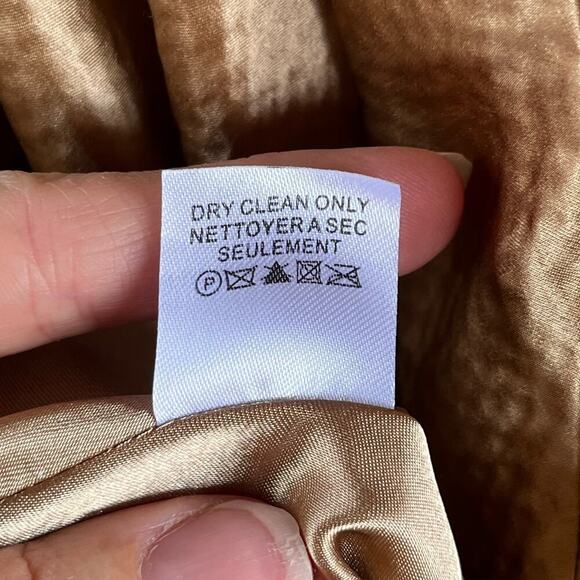 DRY CLEAN ONLY
NETTOYER A SEC
SEULEMENT
P